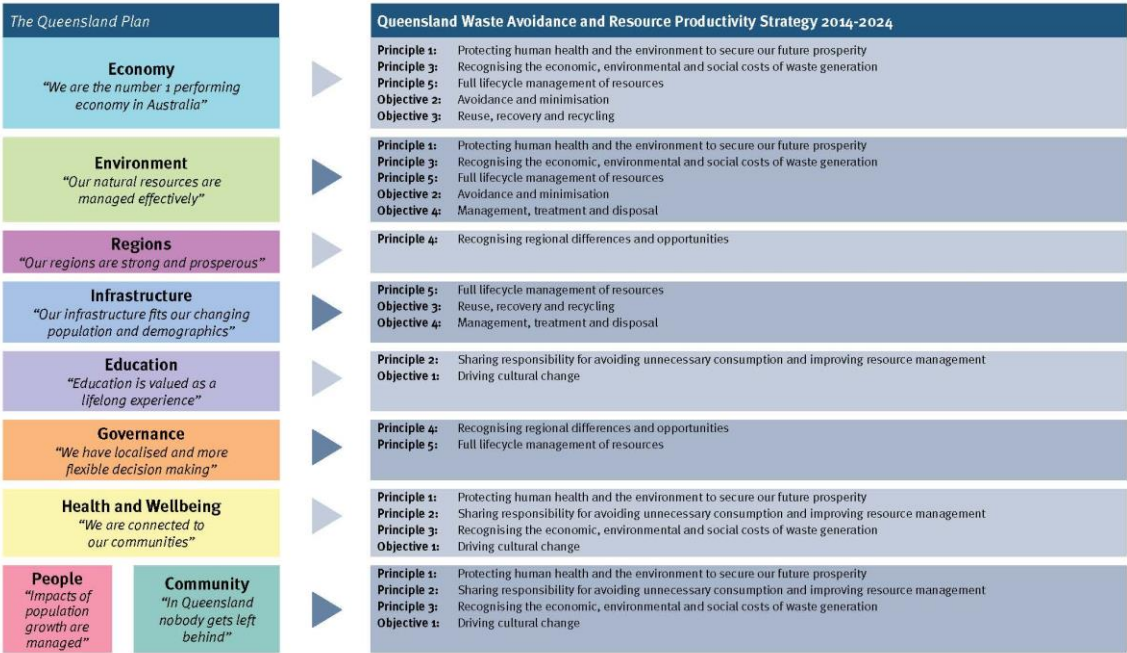 The Queensland Plan
Queensland Waste Avoidance and Resource Productivity Strategy 2014-2024
Economy
“We are the number 1 performing
economy in Australia”
Principle 1: Protecting human health and the environment to secure our future prosperity
Principle 3: Recognising the economic, environmental and social costs of waste generation
Principle 5: Full lifecycle management of resources
Objective 2: Avoidance and minimisation
Objective 3: Reuse, recovery and recycling
Environment
“Our natural resources are
managed effectively”
Principle 1: Protecting human health and the environment to secure our future prosperity
Principle 3: Recognising the economic, environmental and social costs of waste generation
Principle 5: Full lifecycle management of resources
Objective 2: Avoidance and minimisation
Objective 4: Management, treatment and disposal
Regions
“Our regions are strong and prosperous”
Principle 4: Recognising regional differences and opportunities
Infrastructure
“Our infrastructure fits our changing
population and demographics”
Principle 5: Full lifecycle management of resources
Objective 3: Reuse, recovery and recycling
Objective 4: Management, treatment and disposal
Education
“Education is valued as a
lifelong experience”
Principle 2: Sharing responsibility for avoiding unnecessary consumption and improving resource management
Objective 1: Driving cultural change
Governance
“We have localised and more
flexible decision making”
Principle 4: Recognising regional differences and opportunities
Principle 5: Full lifecycle management of resources
Health and Wellbeing
“We are connected to
our communities”
Principle 1: Protecting human health and the environment to secure our future prosperity
Principle 2: Sharing responsibility for avoiding unnecessary consumption and improving resource management
Principle 3: Recognising the economic, environmental and social costs of waste generation
Objective 1: Driving cultural change
People
“Impacts of
population
growth are
managed”
Community
“In Queensland
nobody gets left
behind”
Principle 1: Protecting human health and the environment to secure our future prosperity
Principle 2: Sharing responsibility for avoiding unnecessary consumption and improving resource management
Principle 3: Recognising the economic, environmental and social costs of waste generation
Objective 1: Driving cultural change